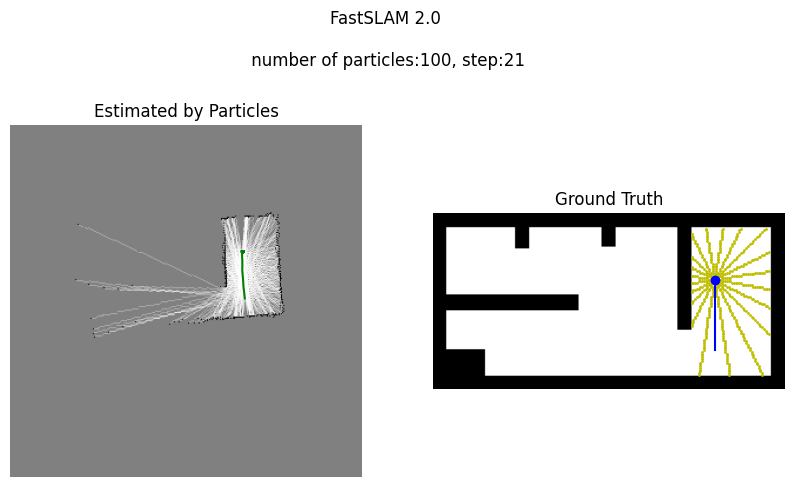 FastSLAM 2.0
number of particles:100, step:21
Estimated by Particles
Ground Truth